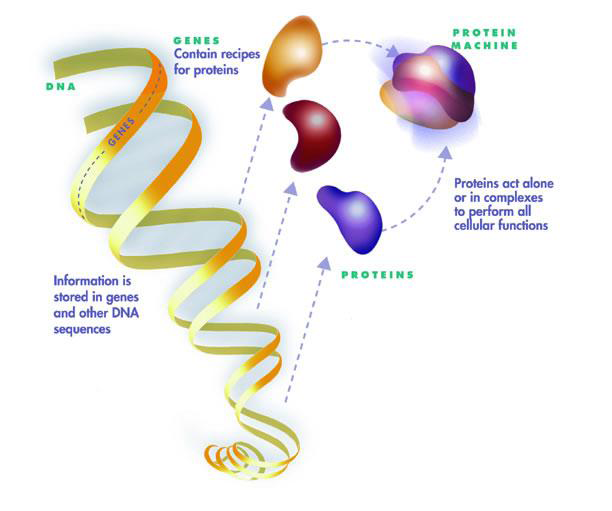 GENES
Contain recipes
for proteins
PROTEIN
MACHINE
DNA
GENES
Proteins act alone
or in complexes
to perform all
cellular functions
PROTEINS
Information is
stored in genes
and other DNA
sequences